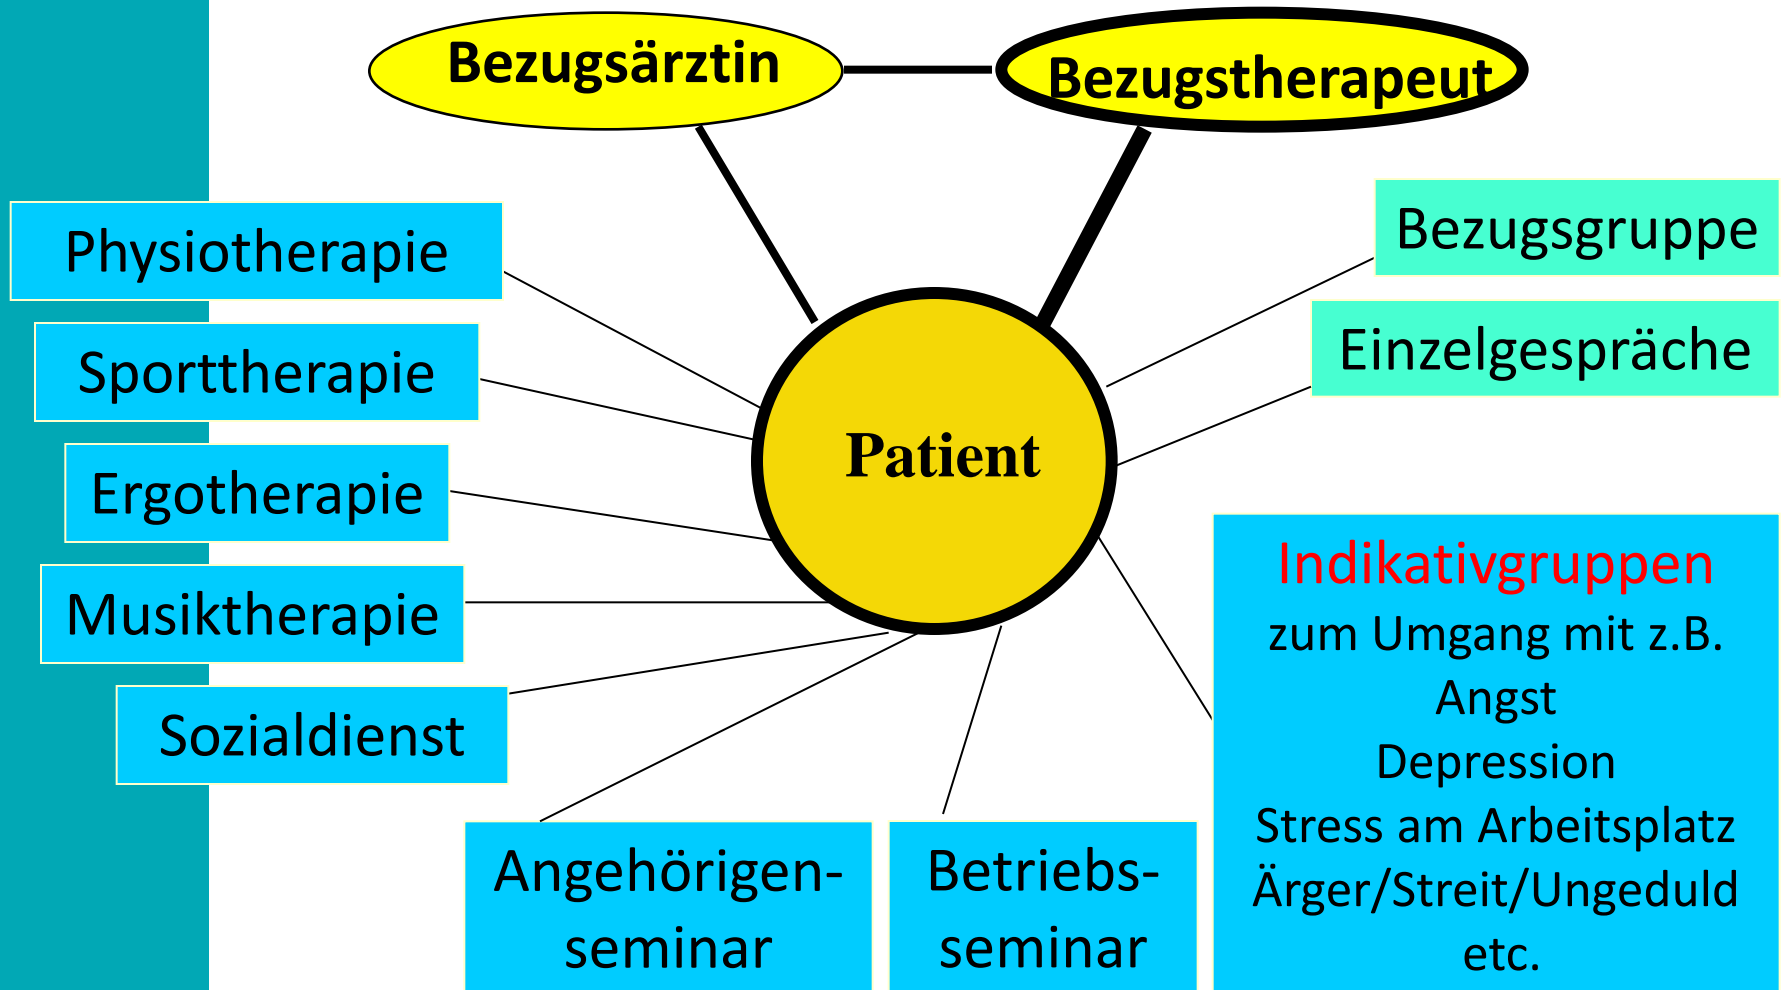 Bezugsärztin
Bezugstherapeut
Physiotherapie
Sporttherapie
Ergotherapie
Musiktherapie
Sozialdienst
Patient
Bezugsgruppe
Einzelgespräche
Indikativgruppen
zum Umgang mit z.B.
Angst
Depression
Stress am Arbeitsplatz
Ärger/Streit/Ungeduld
etc.
Angehörigen-
seminar
Betriebs-
seminar